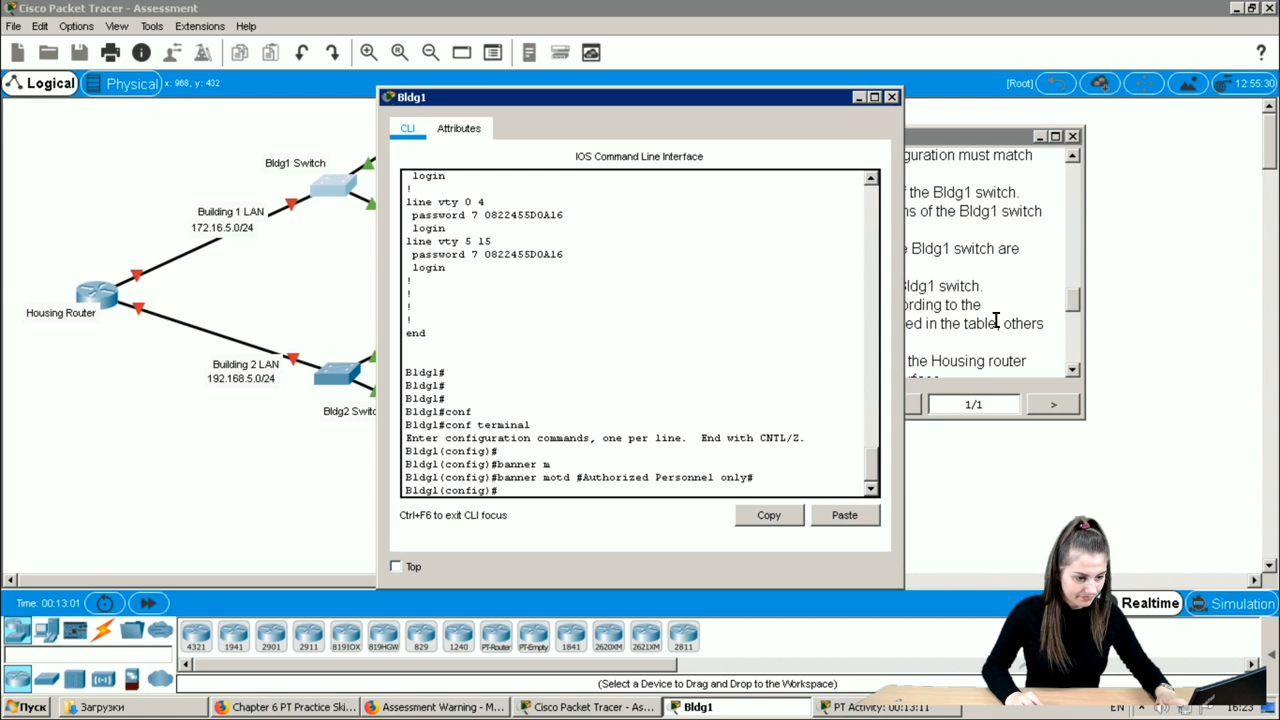 Cisco Packet Tracer - Assessment
File Edit Options View Tools Extensions Help
Logical Physical x: 968, y: 432 [Root] 12:55:30
Bldg1
CLI Attributes
IOS Command Line Interface
login
!
line vty 0 4
password 7 0822455D0A16
login
line vty 5 15
password 7 0822455D0A16
login
!
!
!
!
end
Bldg1#
Bldg1#
Bldg1#
Bldg1#conf
Bldg1#conf terminal
Enter configuration commands, one per line. End with CNTL/Z.
Bldg1(config)#
Bldg1(config)#banner m
Bldg1(config)#banner motd #Authorized Personnel only#
Bldg1(config)#
Ctrl+F6 to exit CLI focus
Copy Paste
Top
guration must match
f the Bldg1 switch.
ns of the Bldg1 switch
e Bldg1 switch are
Bldg1 switch.
ording to the
ed in the table, others
the Housing router
1/1 >
Bldg1 Switch
Building 1 LAN
172.16.5.0/24
Housing Router
Building 2 LAN
192.168.5.0/24
Bldg2 Switc
Time: 00:13:01 Realtime Simulation
4321 1941 2901 2911 819IOX 819HGW 829 1240 PT-Router PT-Empty 1841 2620XM 2621XM 2811
(Select a Device to Drag and Drop to the Workspace)
Пуск Загрузки Chapter 6 PT Practice Ski... Assessment Warning - M... Cisco Packet Tracer - As... Bldg1 PT Activity: 00:13:11 EN 16:23